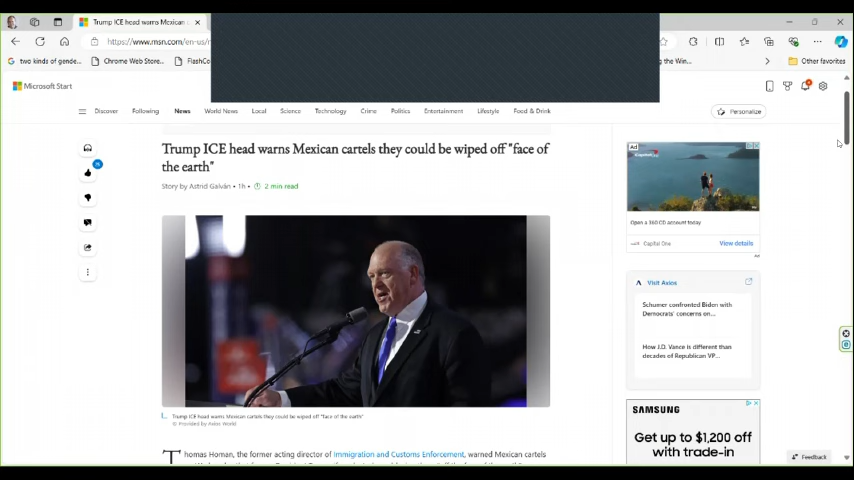 Trump ICE head warns Mexican c
https://www.msn.com/en-us/n
two kinds of gende...
Chrome Web Store...
FlashCo
ng the Win...
Other favorites
Microsoft Start
Discover
Following
News
World News
Local
Science
Technology
Crime
Politics
Entertainment
Lifestyle
Food & Drink
Personalize
Trump ICE head warns Mexican cartels they could be wiped off "face of
the earth"
Story by Astrid Galván • 1h •
2 min read
Ad
Open a 360 CD account today
Capital One
View details
Ad
Visit Axios
Schumer confronted Biden with
Democrats' concerns on...
How J.D. Vance is different than
decades of Republican VP...
SAMSUNG
Get up to $1,200 off
with trade-in
Trump ICE head warns Mexican cartels they could be wiped off "face of the earth"
© Provided by Axios World
Thomas Homan, the former acting director of Immigration and Customs Enforcement, warned Mexican cartels
Feedback